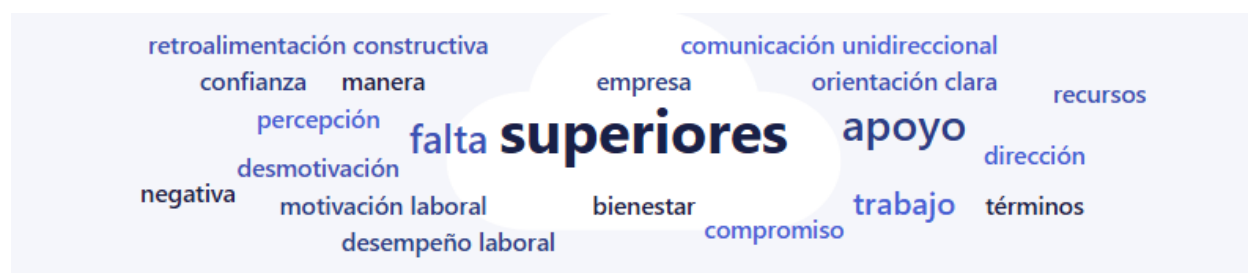 retroalimentación constructiva comunicación unidireccional
confianza manera empresa orientación clara recursos
percepción falta superiores apoyo dirección
desmotivación
negativa motivación laboral bienestar trabajo términos
desempeño laboral compromiso